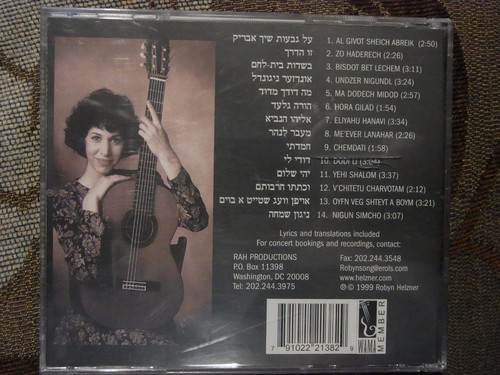 על גבעות שיך אבריק 1. AL GIVOT SHEICH ABREIK (2:50)
זו הדרך 2. ZO HADERECH (2:26)
בשדות בית-לחם 3. BISDOT BET LECHEM (3:11)
אונדזער ניגונדל 4. UNDZER NIGUNDL (3:31)
מה דודך מדוד 5. MA DODECH MIDOD (2:57)
הורה גלעד 6. HORA GILAD (1:54)
אליהו הנביא 7. ELIYAHU HANAVI (3:34)
מעבר לנהר 8. ME'EVER LANAHAR (2:26)
חמדתי 9. CHEMDATI (1:58)
דודי לי 10. DODI LI (3:04)
יהי שלום 11. YEHI SHALOM (3:37)
וכתתו חרבותם 12. V'CHITETU CHARVOTAM (2:12)
אויפן וועג שטייט א בוים 13. OYFN VEG SHTEYT A BOYM (3:21)
ניגון שמחה 14. NIGUN SIMCHO (3:07)
Lyrics and translations included
For concert bookings and recordings, contact:
RAH PRODUCTIONS Fax: 202.244.3548
P.O. Box 11398 Robynsong@erols.com
Washington, DC 20008 www.helzner.com
Tel: 202.244.3975 ℗ © 1999 Robyn Helzner
7 91022 21382 9
WAMA
MEMBER